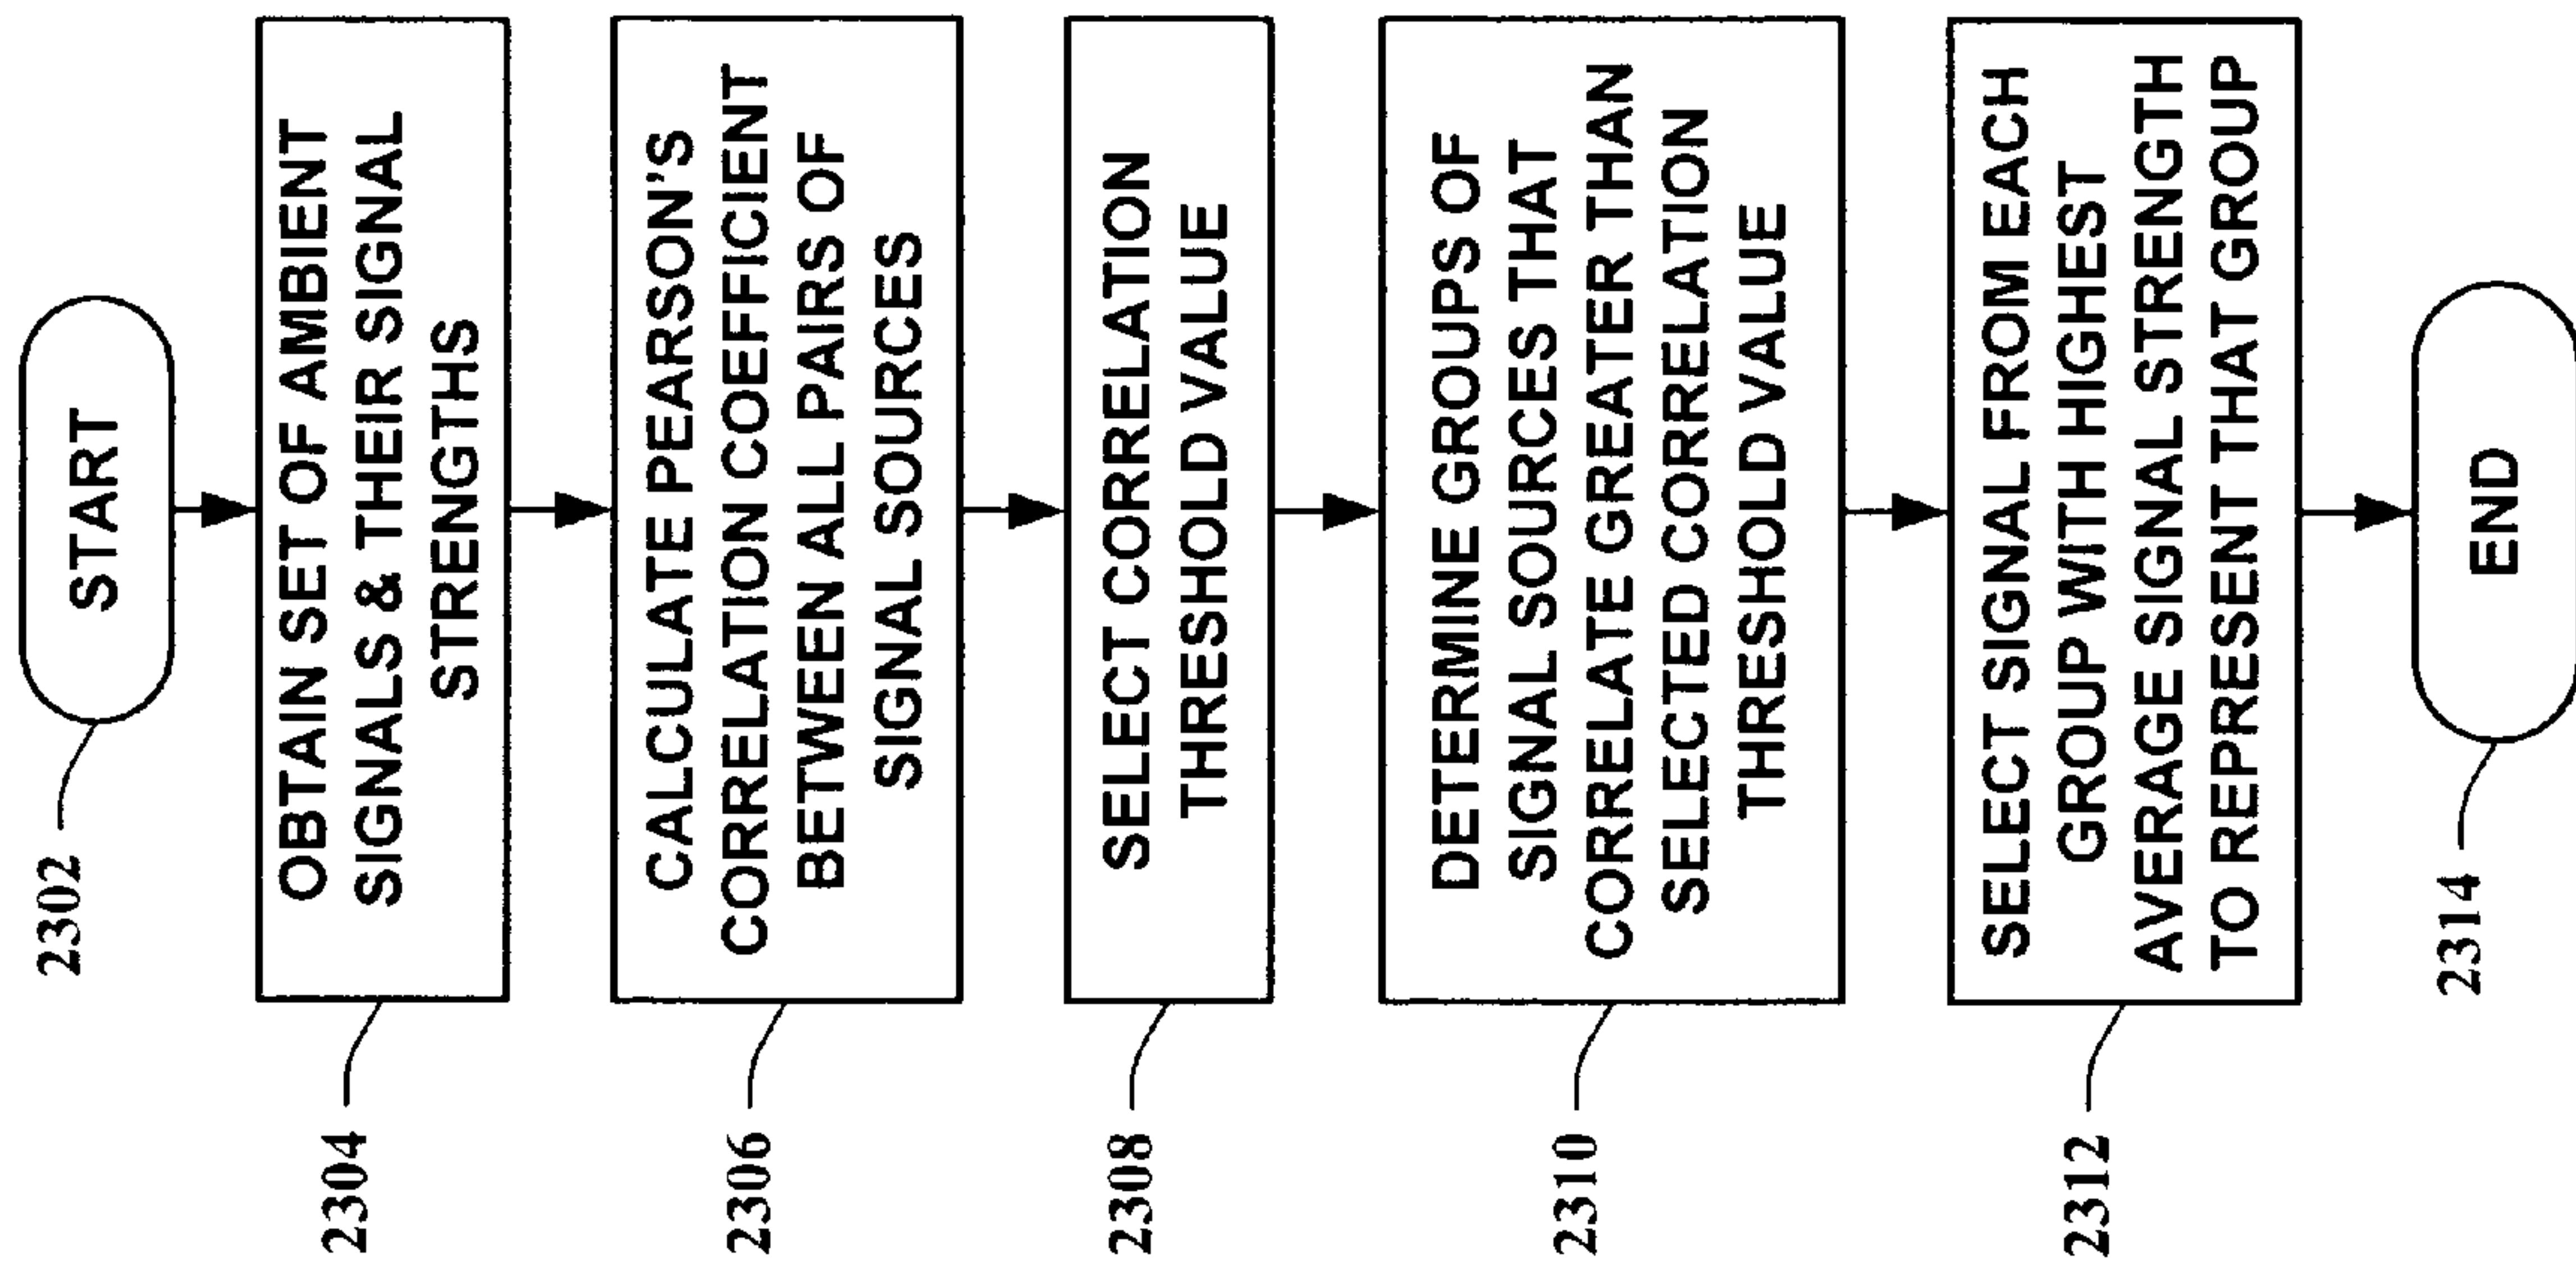 START
2302
OBTAIN SET OF AMBIENT
SIGNALS & THEIR SIGNAL
STRENGTHS
2304
CALCULATE PEARSON'S
CORRELATION COEFFICIENT
BETWEEN ALL PAIRS OF
SIGNAL SOURCES
2306
SELECT CORRELATION
THRESHOLD VALUE
2308
DETERMINE GROUPS OF
SIGNAL SOURCES THAT
CORRELATE GREATER THAN
SELECTED CORRELATION
THRESHOLD VALUE
2310
SELECT SIGNAL FROM EACH
GROUP WITH HIGHEST
AVERAGE SIGNAL STRENGTH
TO REPRESENT THAT GROUP
2312
END
2314